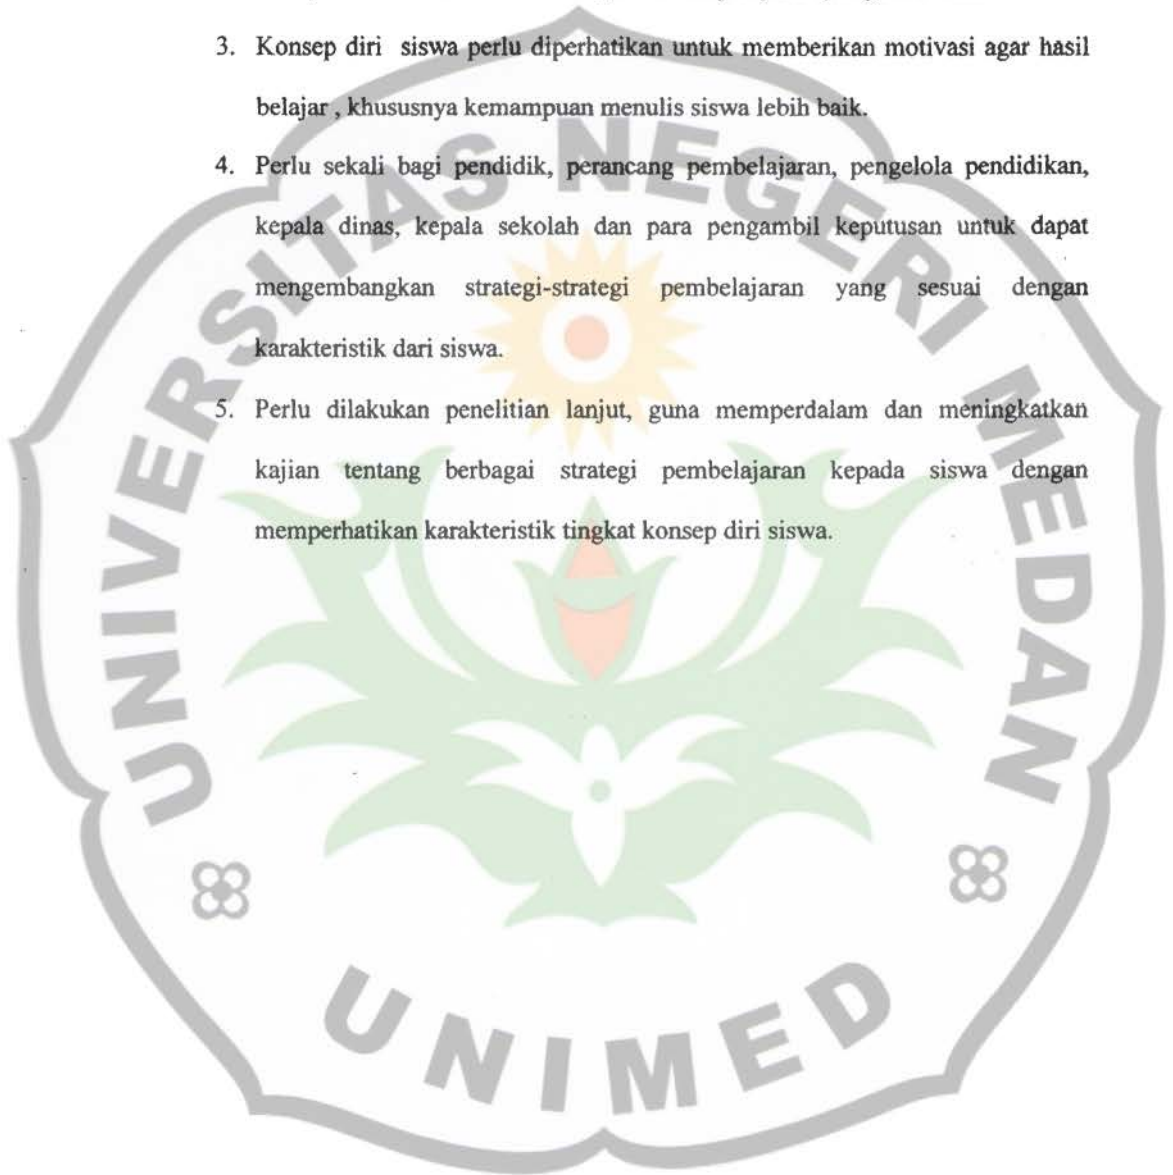 3. Konsep diri siswa perlu diperhatikan untuk memberikan motivasi agar hasil
belajar , khususnya kemampuan menulis siswa lebih baik.
4. Perlu sekali bagi pendidik, perancang pembelajaran, pengelola pendidikan,
kepala dinas, kepala sekolah dan para pengambil keputusan untuk dapat
mengembangkan strategi-strategi pembelajaran yang sesuai dengan
karakteristik dari siswa.
5. Perlu dilakukan penelitian lanjut, guna memperdalam dan meningkatkan
kajian tentang berbagai strategi pembelajaran kepada siswa dengan
memperhatikan karakteristik tingkat konsep diri siswa.
UNIVERSITAS NEGERI MEDAN
UNIMED